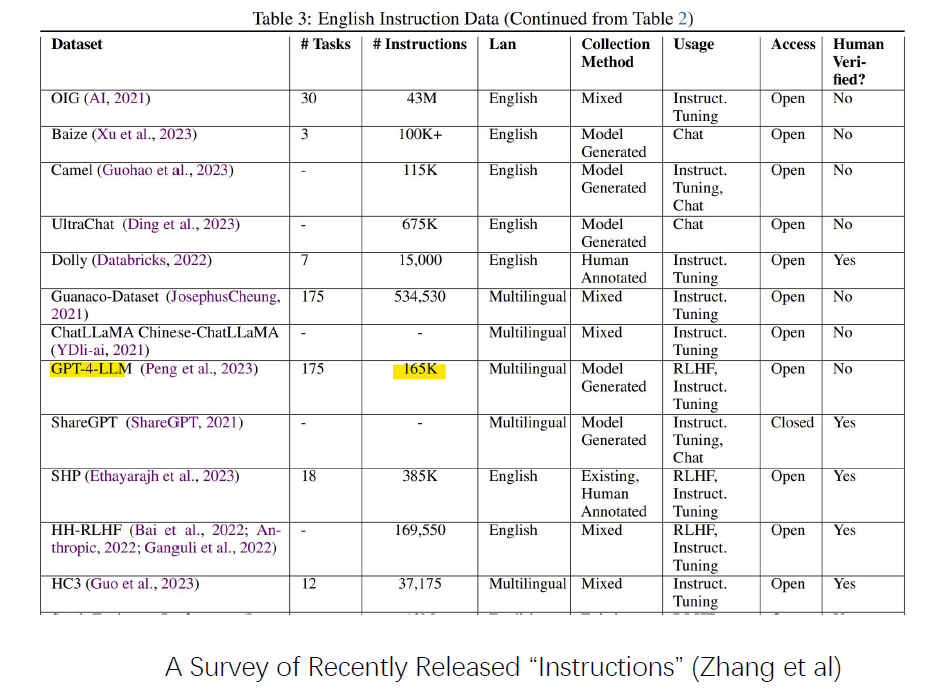 Table 3: English Instruction Data (Continued from Table 2)
Dataset # Tasks # Instructions Lan Collection Method Usage Access Human Veri-fied?
OIG (AI, 2021) 30 43M English Mixed Instruct. Tuning Open No
Baize (Xu et al., 2023) 3 100K+ English Model Generated Chat Open No
Camel (Guohao et al., 2023) - 115K English Model Generated Instruct. Tuning, Chat Open No
UltraChat (Ding et al., 2023) - 675K English Model Generated Chat Open No
Dolly (Databricks, 2022) 7 15,000 English Human Annotated Instruct. Tuning Open Yes
Guanaco-Dataset (JosephusCheung, 2021) 175 534,530 Multilingual Mixed Instruct. Tuning Open No
ChatLLaMA Chinese-ChatLLaMA (YDli-ai, 2021) - - Multilingual Mixed Instruct. Tuning Open No
GPT-4-LLM (Peng et al., 2023) 175 165K Multilingual Model Generated RLHF, Instruct. Tuning Open No
ShareGPT (ShareGPT, 2021) - - Multilingual Model Generated Instruct. Tuning, Chat Closed Yes
SHP (Ethayarajh et al., 2023) 18 385K English Existing, Human Annotated RLHF, Instruct. Tuning Open Yes
HH-RLHF (Bai et al., 2022; An-thropic, 2022; Ganguli et al., 2022) - 169,550 English Mixed RLHF, Instruct. Tuning Open Yes
HC3 (Guo et al., 2023) 12 37,175 Multilingual Mixed Instruct. Tuning Open Yes
A Survey of Recently Released “Instructions” (Zhang et al)